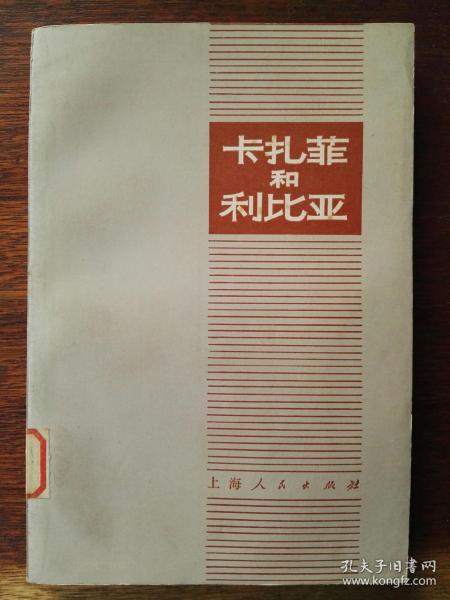 卡扎菲
和
利比亚
上海人民出版社
孔夫子旧书网
www.kongfz.com